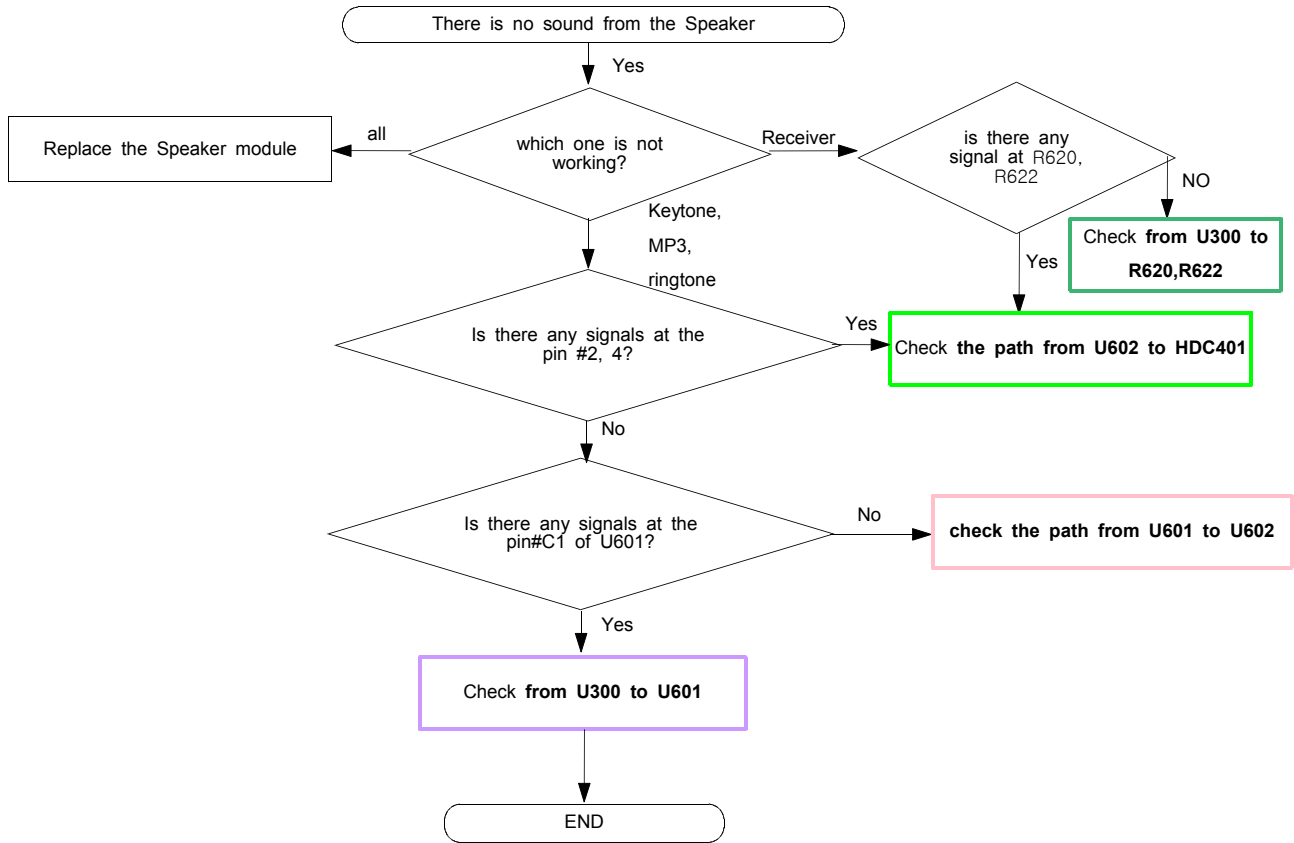 There is no sound from the Speaker
Yes
all
Replace the Speaker module
which one is not
working?
Receiver
is there any
signal at R620,
R622
NO
Check from U300 to
R620,R622
Yes
Keytone,
MP3,
ringtone
Is there any signals at the
pin #2, 4?
Yes
Check the path from U602 to HDC401
No
Is there any signals at the
pin#C1 of U601?
No
check the path from U601 to U602
Yes
Check from U300 to U601
END